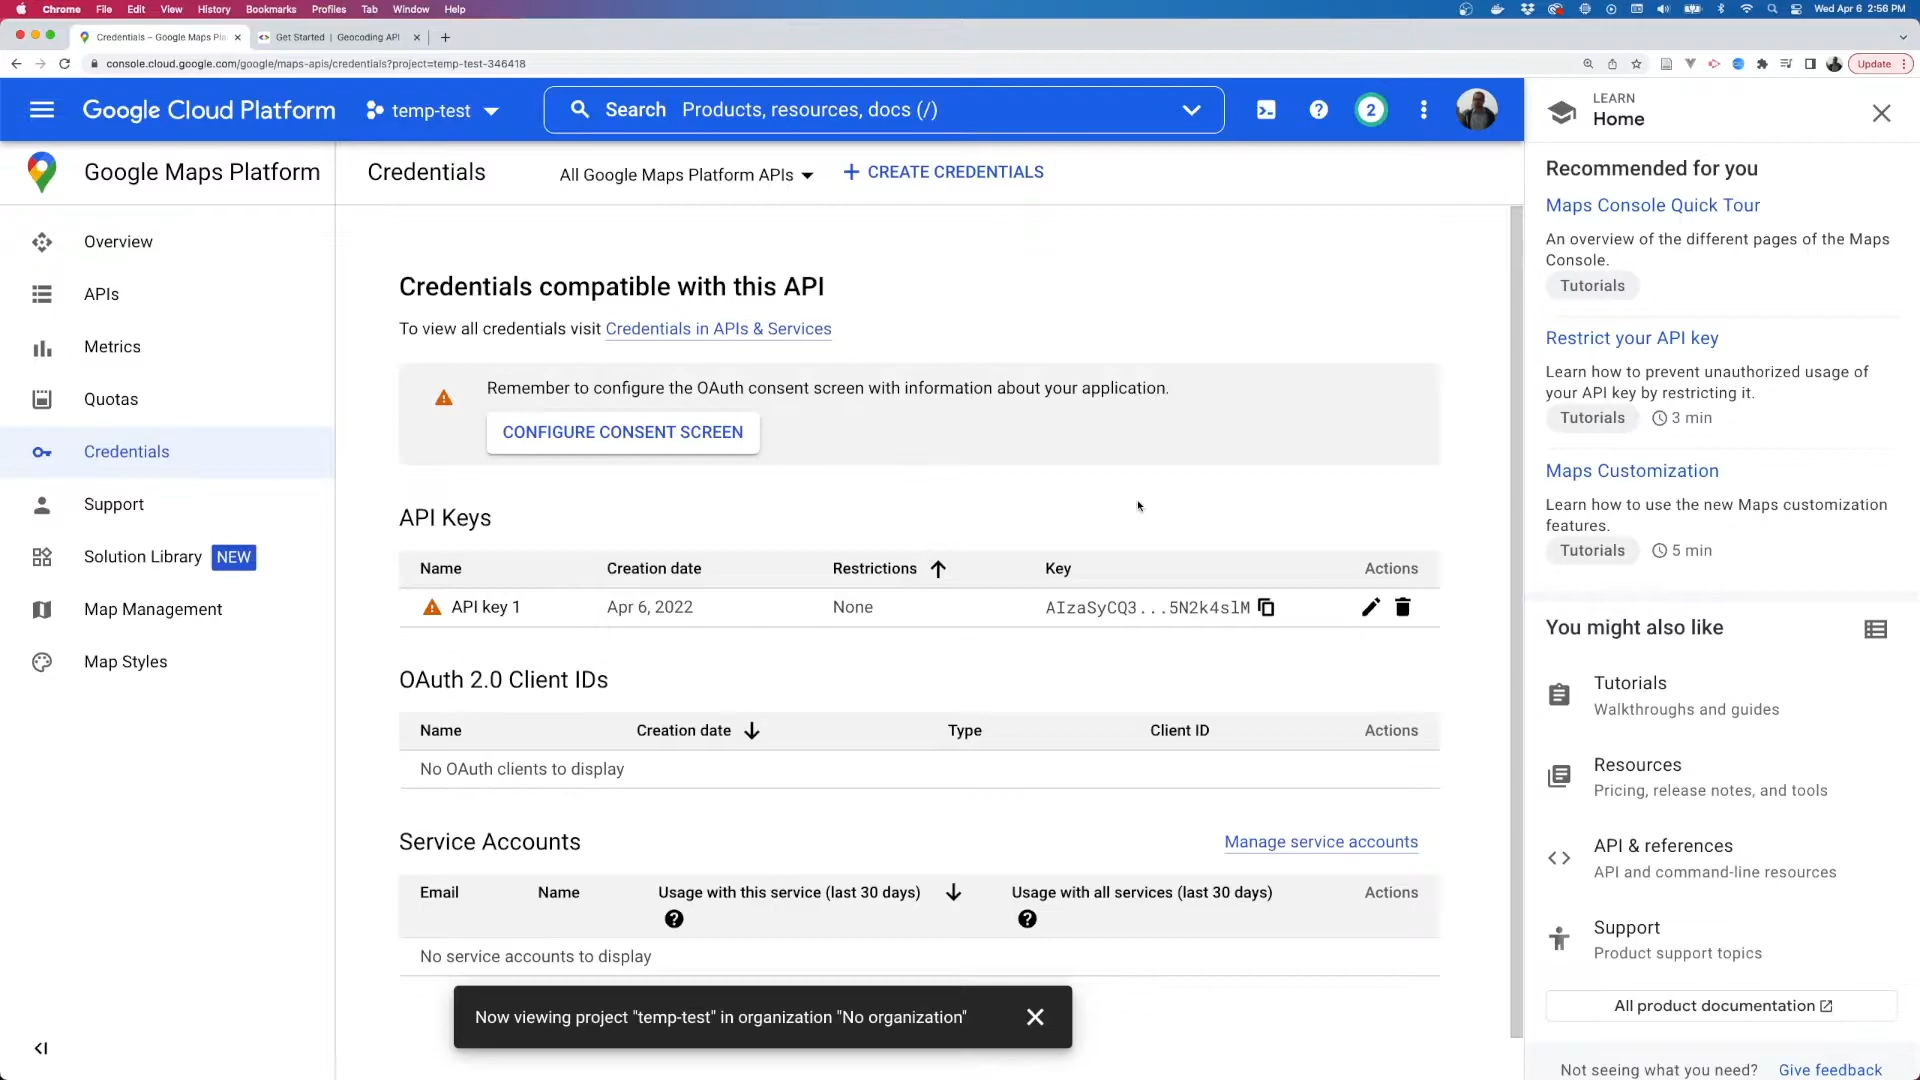 Chrome File Edit View History Bookmarks Profiles Tab Window Help Wed Apr 6 2:56 PM
Credentials – Google Maps Pla Get Started | Geocoding API
console.cloud.google.com/google/maps-apis/credentials?project=temp-test-346418 Update
Google Cloud Platform temp-test Search Products, resources, docs (/) 2
LEARN
Home
Google Maps Platform
Credentials All Google Maps Platform APIs CREATE CREDENTIALS
Overview
APIs
Metrics
Quotas
Credentials
Support
Solution Library NEW
Map Management
Map Styles
Credentials compatible with this API
To view all credentials visit Credentials in APIs & Services
Remember to configure the OAuth consent screen with information about your application.
CONFIGURE CONSENT SCREEN
API Keys
Name Creation date Restrictions Key Actions
API key 1 Apr 6, 2022 None AIzaSyCQ3...5N2k4slM
OAuth 2.0 Client IDs
Name Creation date Type Client ID Actions
No OAuth clients to display
Service Accounts Manage service accounts
Email Name Usage with this service (last 30 days) Usage with all services (last 30 days) Actions
No service accounts to display
Now viewing project "temp-test" in organization "No organization"
Recommended for you
Maps Console Quick Tour
An overview of the different pages of the Maps
Console.
Tutorials
Restrict your API key
Learn how to prevent unauthorized usage of
your API key by restricting it.
Tutorials 3 min
Maps Customization
Learn how to use the new Maps customization
features.
Tutorials 5 min
You might also like
Tutorials
Walkthroughs and guides
Resources
Pricing, release notes, and tools
API & references
API and command-line resources
Support
Product support topics
All product documentation
Not seeing what you need? Give feedback